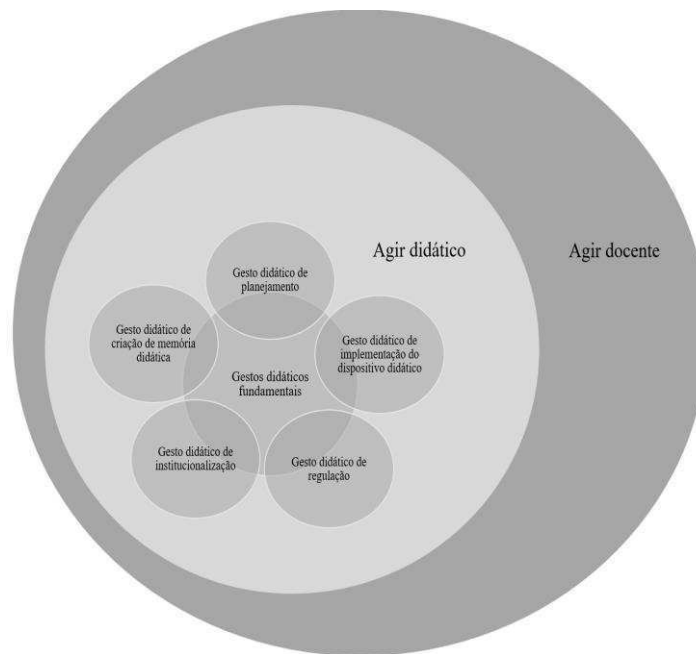 Agir didático
Agir docente
Gesto didático de
planejamento
Gesto didático de
criação de memória
didática
Gesto didático de
implementação do
dispositivo didático
Gestos didáticos
fundamentais
Gesto didático de
institucionalização
Gesto didático de
regulação